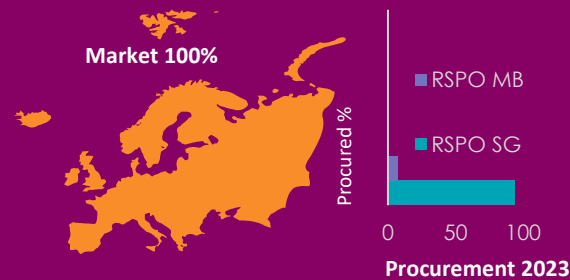 Market 100%
Procured %
RSPO MB
RSPO SG
0 50 100
Procurement 2023